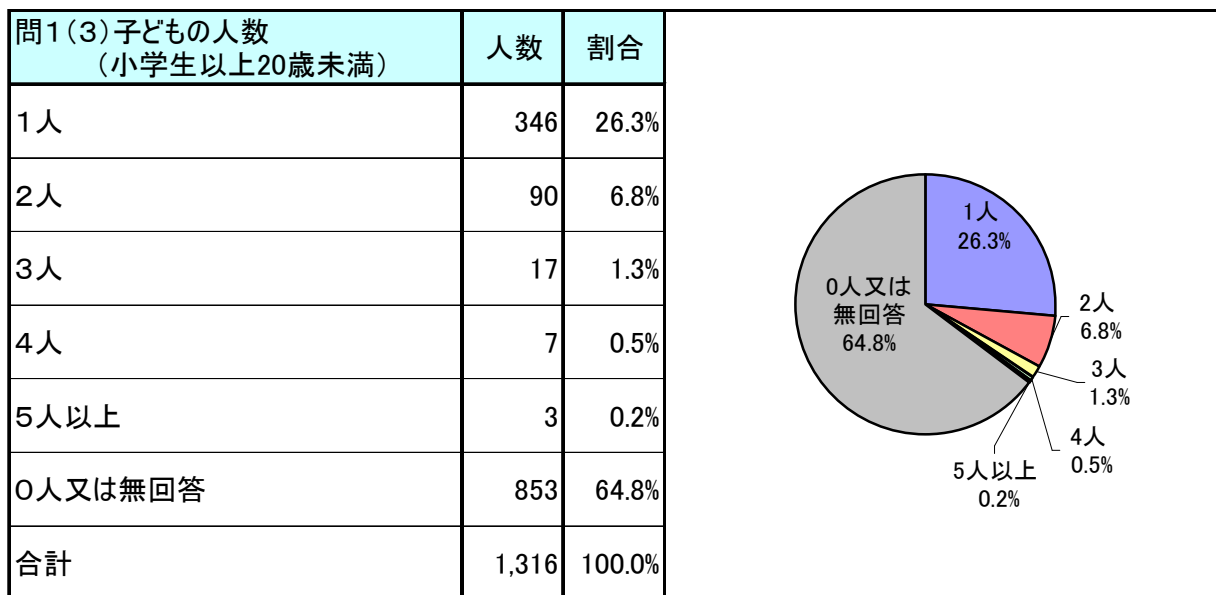 問1(3)子どもの人数
(小学生以上20歳未満)
人数 割合
1人 346 26.3%
2人 90 6.8%
3人 17 1.3%
4人 7 0.5%
5人以上 3 0.2%
0人又は無回答 853 64.8%
合計 1,316 100.0%
1人
26.3%
2人
6.8%
3人
1.3%
4人
0.5%
5人以上
0.2%
0人又は
無回答
64.8%